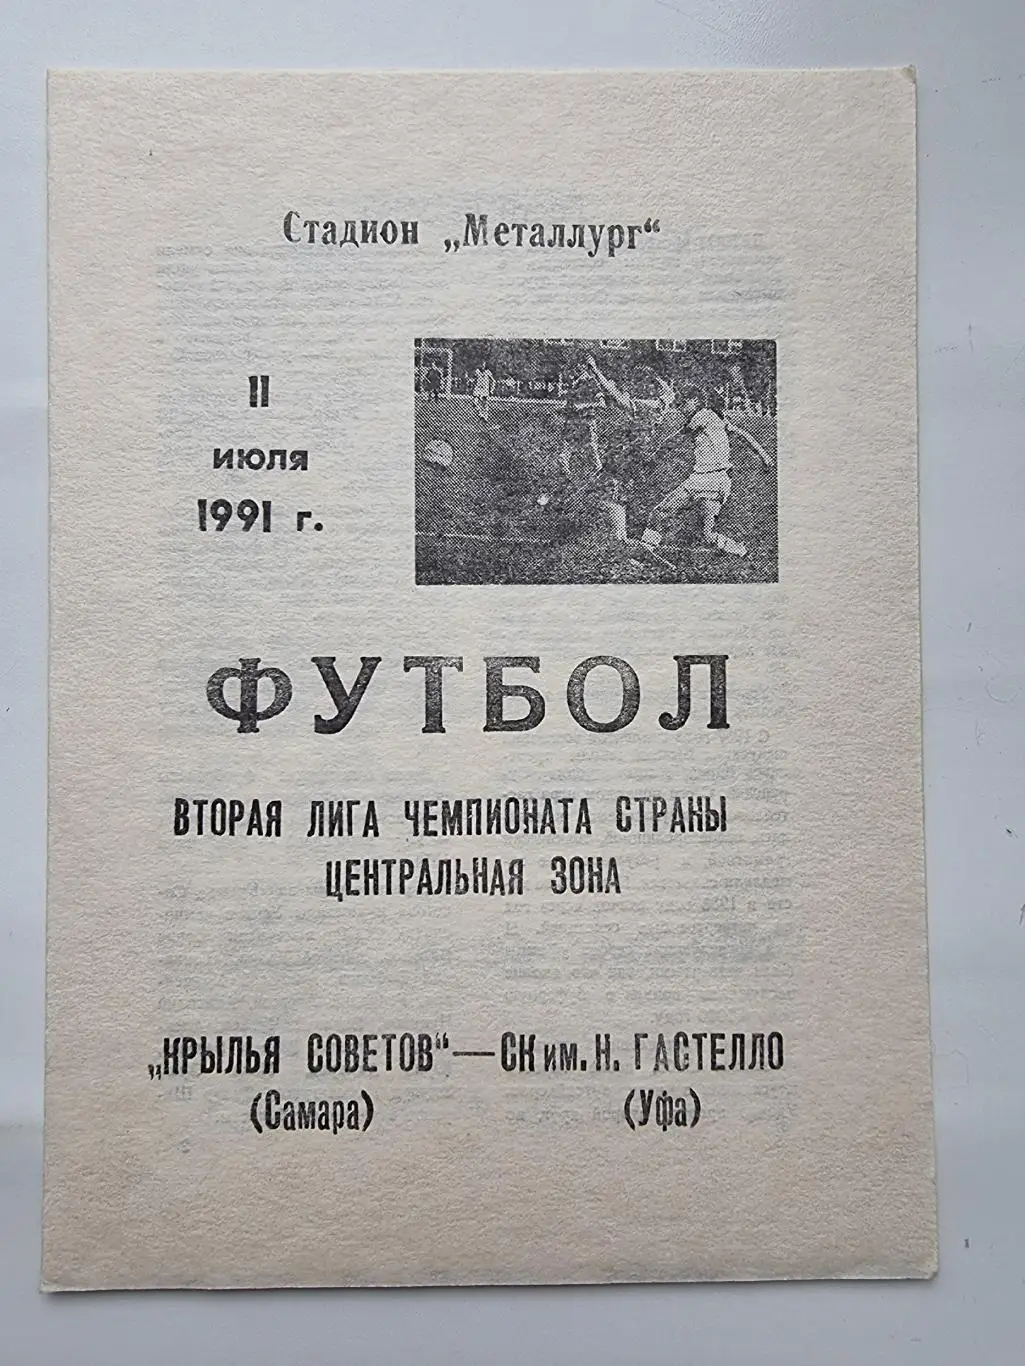 Стадион „Металлург“
11
июля
1991 г.
ФУТБОЛ
ВТОРАЯ ЛИГА ЧЕМПИОНАТА СТРАНЫ
ЦЕНТРАЛЬНАЯ ЗОНА
„КРЫЛЬЯ СОВЕТОВ“—СК им. Н. ГАСТЕЛЛО
(Самара) (Уфа)